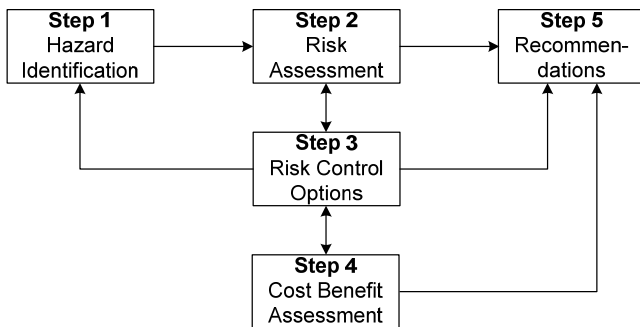 Step 1
Hazard
Identification
Step 2
Risk
Assessment
Step 5
Recommen-
dations
Step 3
Risk Control
Options
Step 4
Cost Benefit
Assessment